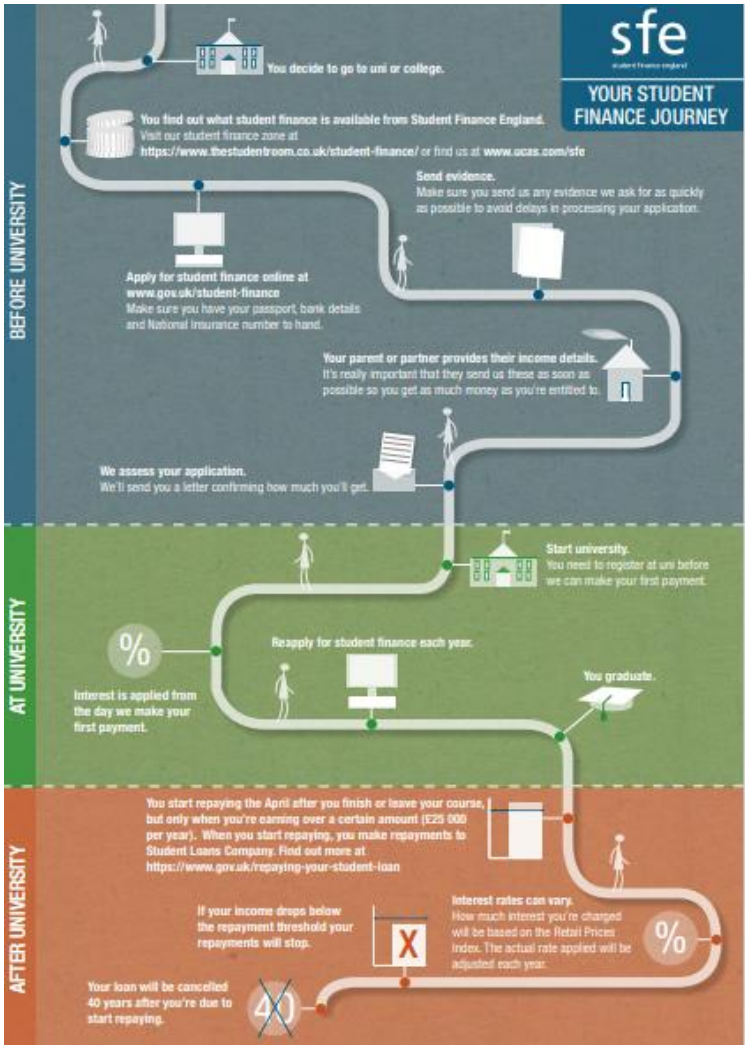 sfe
student finance england
YOUR STUDENT
FINANCE JOURNEY
BEFORE UNIVERSITY
You decide to go to uni or college.
You find out what student finance is available from Student Finance England.
Visit our student finance zone at
https://www.thestudentroom.co.uk/student-finance/ or find us at www.ucas.com/sfe
Send evidence.
Make sure you send us any evidence we ask for as quickly
as possible to avoid delays in processing your application.
Apply for student finance online at
www.gov.uk/student-finance
Make sure you have your passport, bank details
and National Insurance number to hand.
Your parent or partner provides their income details.
It's really important that they send us these as soon as
possible so you get as much money as you're entitled to.
We assess your application.
We'll send you a letter confirming how much you'll get.
AT UNIVERSITY
Start university.
You need to register at uni before
we can make your first payment.
%
Interest is applied from
the day we make your
first payment.
Reapply for student finance each year.
You graduate.
AFTER UNIVERSITY
You start repaying the April after you finish or leave your course,
but only when you're earning over a certain amount (£25 000
per year). When you start repaying, you make repayments to
Student Loans Company. Find out more at
https://www.gov.uk/repaying-your-student-loan
Interest rates can vary.
How much interest you're charged
will be based on the Retail Prices
Index. The actual rate applied will be
adjusted each year.
%
If your income drops below
the repayment threshold your
repayments will stop.
X
Your loan will be cancelled
40 years after you're due to
start repaying.
40